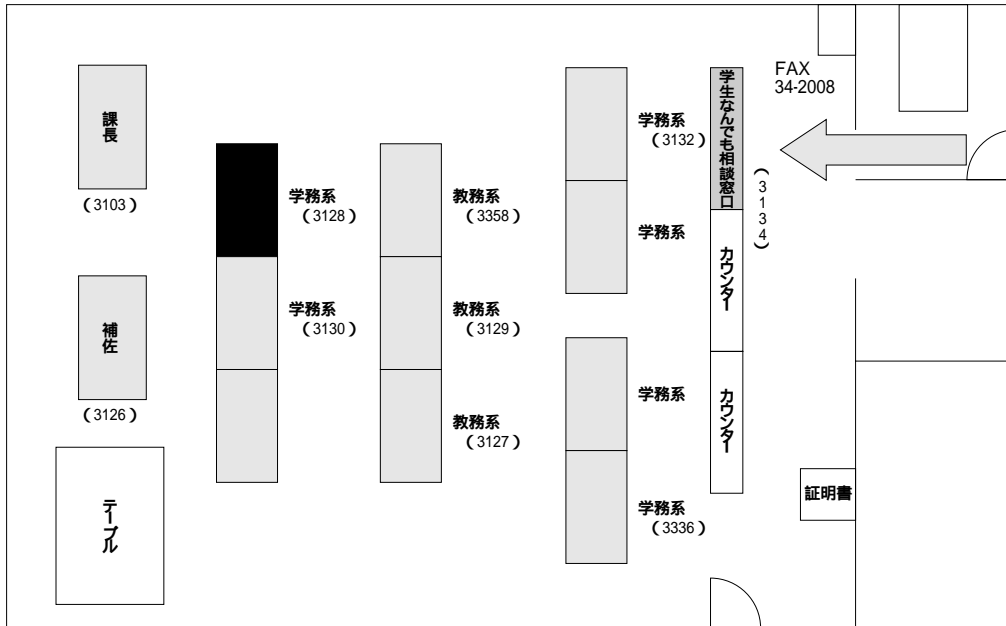 課長
（3103）
補佐
（3126）
テーブル
学務系
（3128）
学務系
（3130）
教務系
（3358）
教務系
（3129）
教務系
（3127）
学務系
（3132）
学務系
学務系
学務系
（3336）
学生なんでも相談窓口
（3134）
カウンター
カウンター
FAX
34-2008
証明書